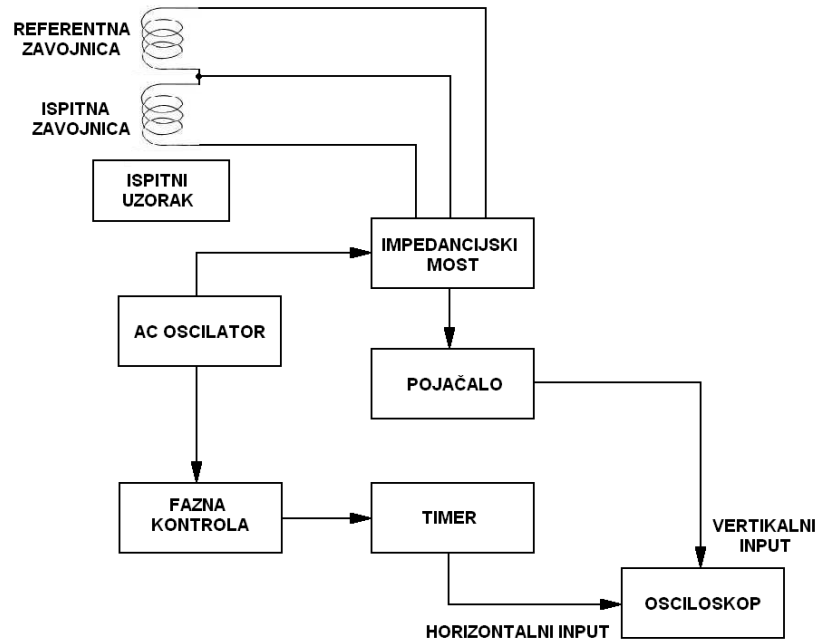 REFERENTNA
ZAVOJNICA
ISPITNA
ZAVOJNICA
ISPITNI
UZORAK
IMPEDANCIJSKI
MOST
AC OSCILATOR
POJAČALO
FAZNA
KONTROLA
TIMER
VERTIKALNI
INPUT
OSCILOSKOP
HORIZONTALNI INPUT